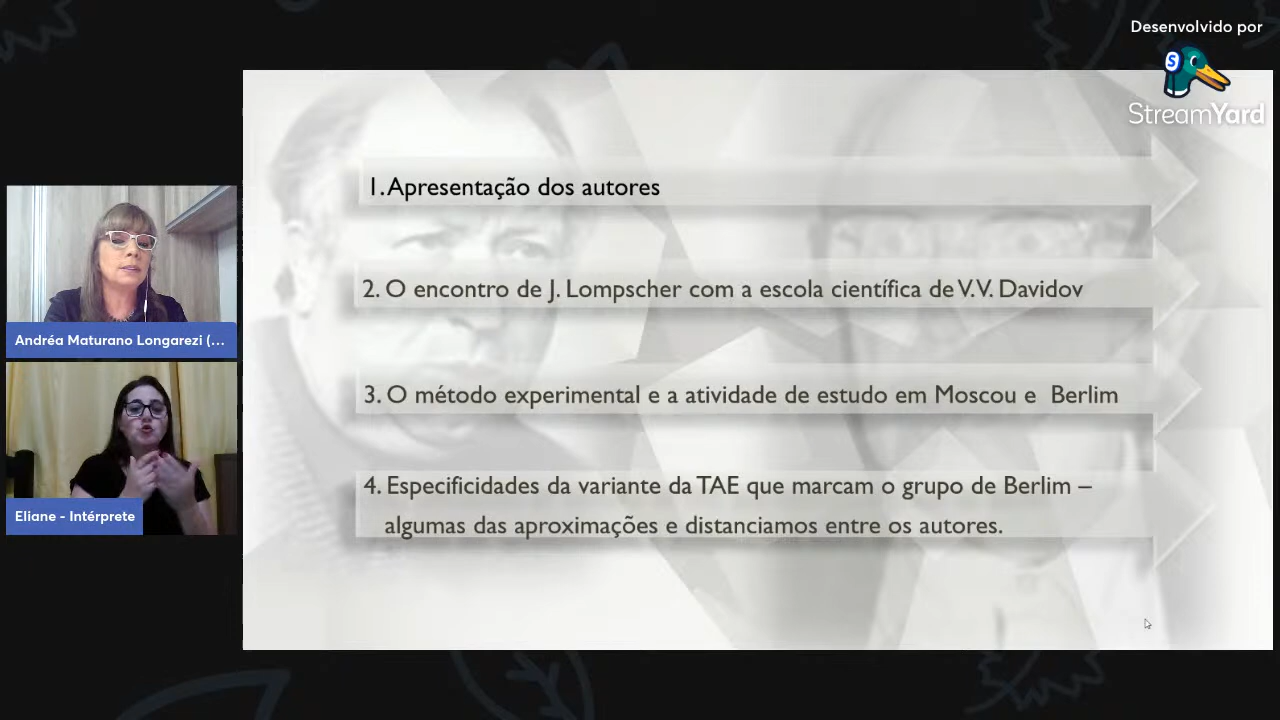 Desenvolvido por
StreamYard
1. Apresentação dos autores
2. O encontro de J. Lompscher com a escola científica de V.V. Davidov
3. O método experimental e a atividade de estudo em Moscou e Berlim
4. Especificidades da variante da TAE que marcam o grupo de Berlim –
algumas das aproximações e distanciamos entre os autores.
Andréa Maturano Longarezi (...
Eliane - Intérprete